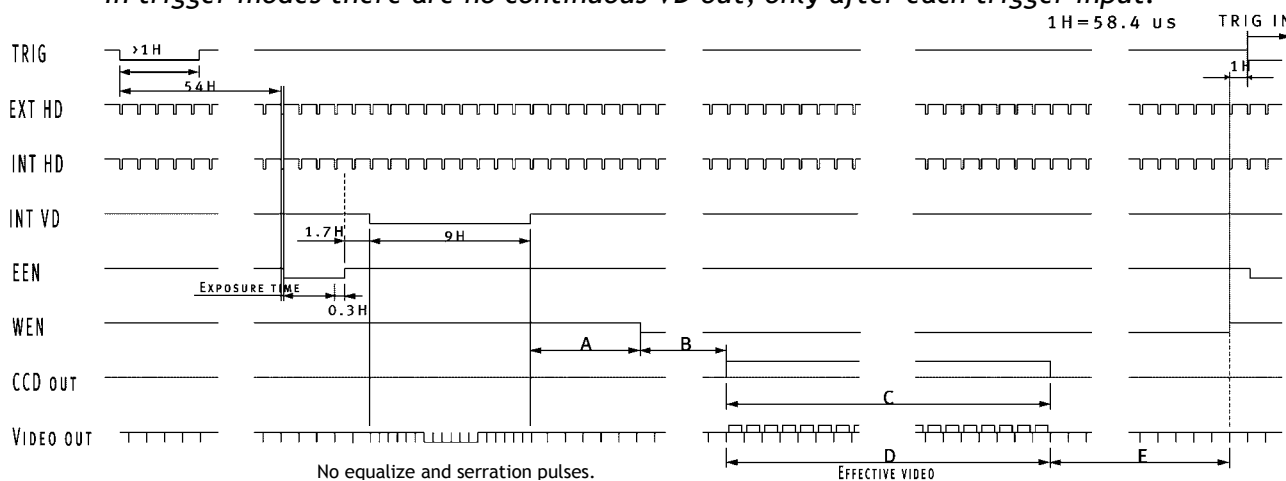 In trigger modes there are no continuous VD out, only after each trigger input.
1H=58.4 us
TRIG IN
TRIG
>1H
1H
54H
EXT HD
INT HD
INT VD
1.7H
9H
EEN
EXPOSURE TIME
0.3H
WEN
A
B
CCD OUT
C
VIDEO OUT
D
E
No equalize and serration pulses.
EFFECTIVE VIDEO